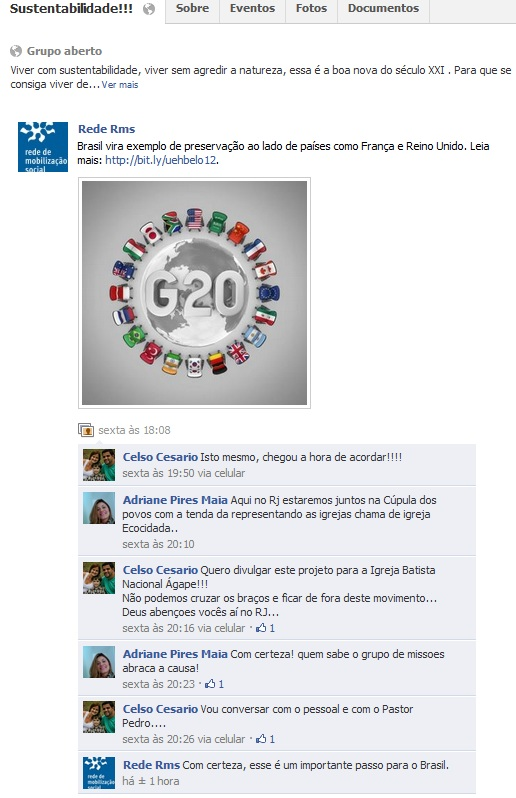 Sustentabilidade!!! Sobre Eventos Fotos Documentos
Grupo aberto
Viver com sustentabilidade, viver sem agredir a natureza, essa é a boa nova do século XXI . Para que se
consiga viver de... Ver mais
rede de
mobilização
social
Rede Rms
Brasil vira exemplo de preservação ao lado de países como França e Reino Unido. Leia
mais: http://bit.ly/uehbelo12.
G20
sexta às 18:08
Celso Cesario Isto mesmo, chegou a hora de acordar!!!!
sexta às 19:50 via celular
Adriane Pires Maia Aqui no Rj estaremos juntos na Cúpula dos
povos com a tenda da representando as igrejas chama de igreja
Ecocidada..
sexta às 20:10
Celso Cesario Quero divulgar este projeto para a Igreja Batista
Nacional Ágape!!!
Não podemos cruzar os braços e ficar de fora deste movimento...
Deus abençoes vocês aí no RJ...
sexta às 20:16 via celular · 1
Adriane Pires Maia Com certeza! quem sabe o grupo de missoes
abraca a causa!
sexta às 20:23 · 1
Celso Cesario Vou conversar com o pessoal e com o Pastor
Pedro....
sexta às 20:26 via celular · 1
rede de
mobilização
social
Rede Rms Com certeza, esse é um importante passo para o Brasil.
há ± 1 hora